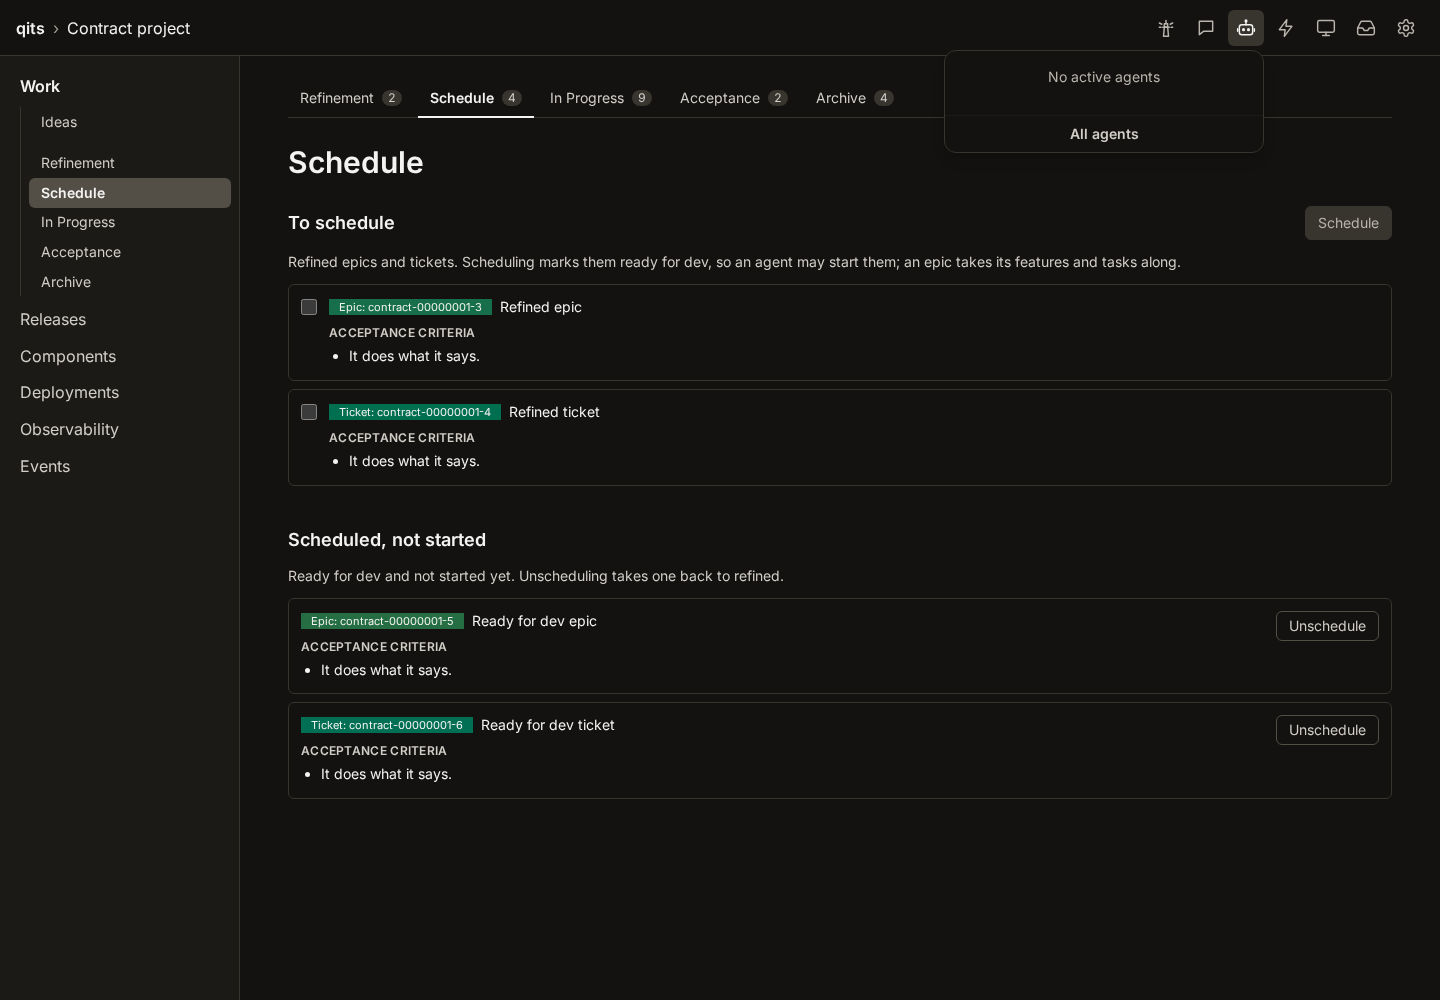 qits › Contract project
No active agents
All agents
Work
Ideas
Refinement
Schedule
In Progress
Acceptance
Archive
Releases
Components
Deployments
Observability
Events
Refinement 2 Schedule 4 In Progress 9 Acceptance 2 Archive 4
Schedule
To schedule
Schedule
Refined epics and tickets. Scheduling marks them ready for dev, so an agent may start them; an epic takes its features and tasks along.
Epic: contract-00000001-3 Refined epic
ACCEPTANCE CRITERIA
• It does what it says.
Ticket: contract-00000001-4 Refined ticket
ACCEPTANCE CRITERIA
• It does what it says.
Scheduled, not started
Ready for dev and not started yet. Unscheduling takes one back to refined.
Epic: contract-00000001-5 Ready for dev epic
Unschedule
ACCEPTANCE CRITERIA
• It does what it says.
Ticket: contract-00000001-6 Ready for dev ticket
Unschedule
ACCEPTANCE CRITERIA
• It does what it says.